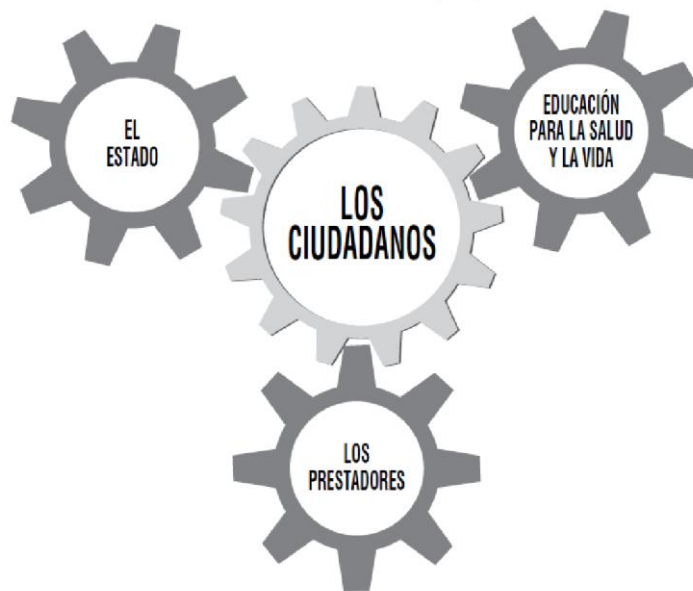 EL
ESTADO
EDUCACIÓN
PARA LA SALUD
Y LA VIDA
LOS
CIUDADANOS
LOS
PRESTADORES